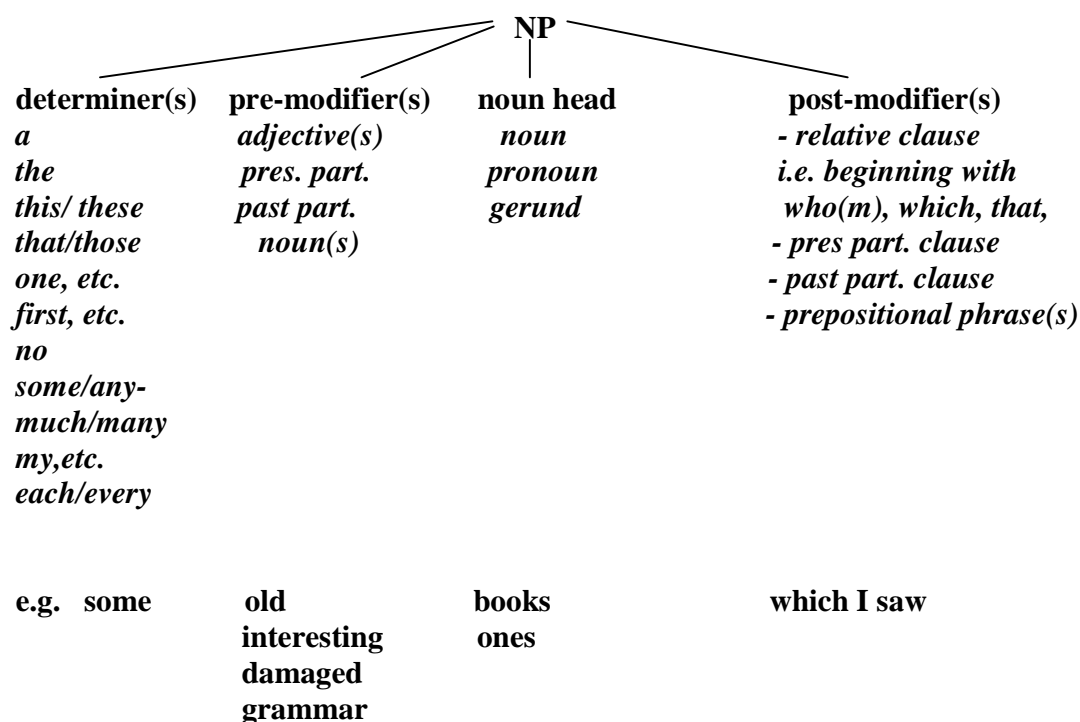 NP
determiner(s) pre-modifier(s) noun head post-modifier(s)
a adjective(s) noun - relative clause
the pres. part. pronoun i.e. beginning with
this/ these past part. gerund who(m), which, that,
that/those noun(s) - pres part. clause
one, etc. - past part. clause
first, etc. - prepositional phrase(s)
no
some/any-
much/many
my,etc.
each/every
e.g. some old books which I saw
interesting ones
damaged
grammar